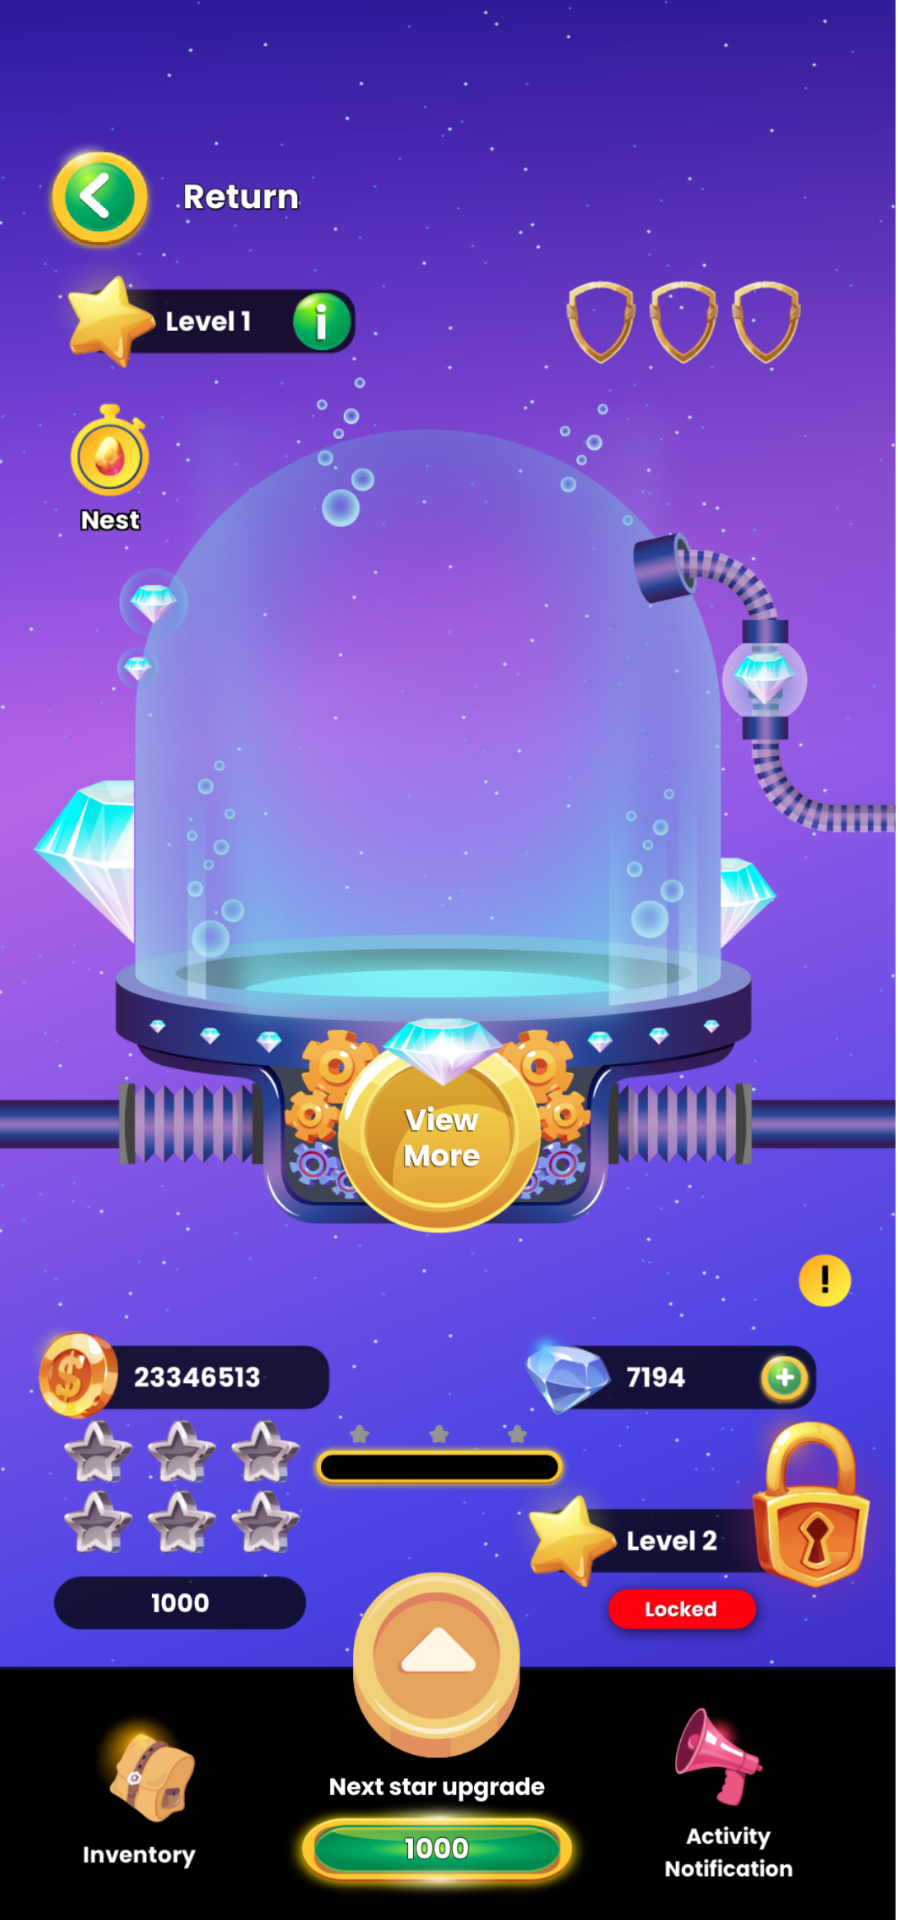 Return
Level 1
i
Nest
View
More
!
$
23346513
7194
+
Level 2
1000
Locked
Next star upgrade
1000
Inventory
Activity
Notification